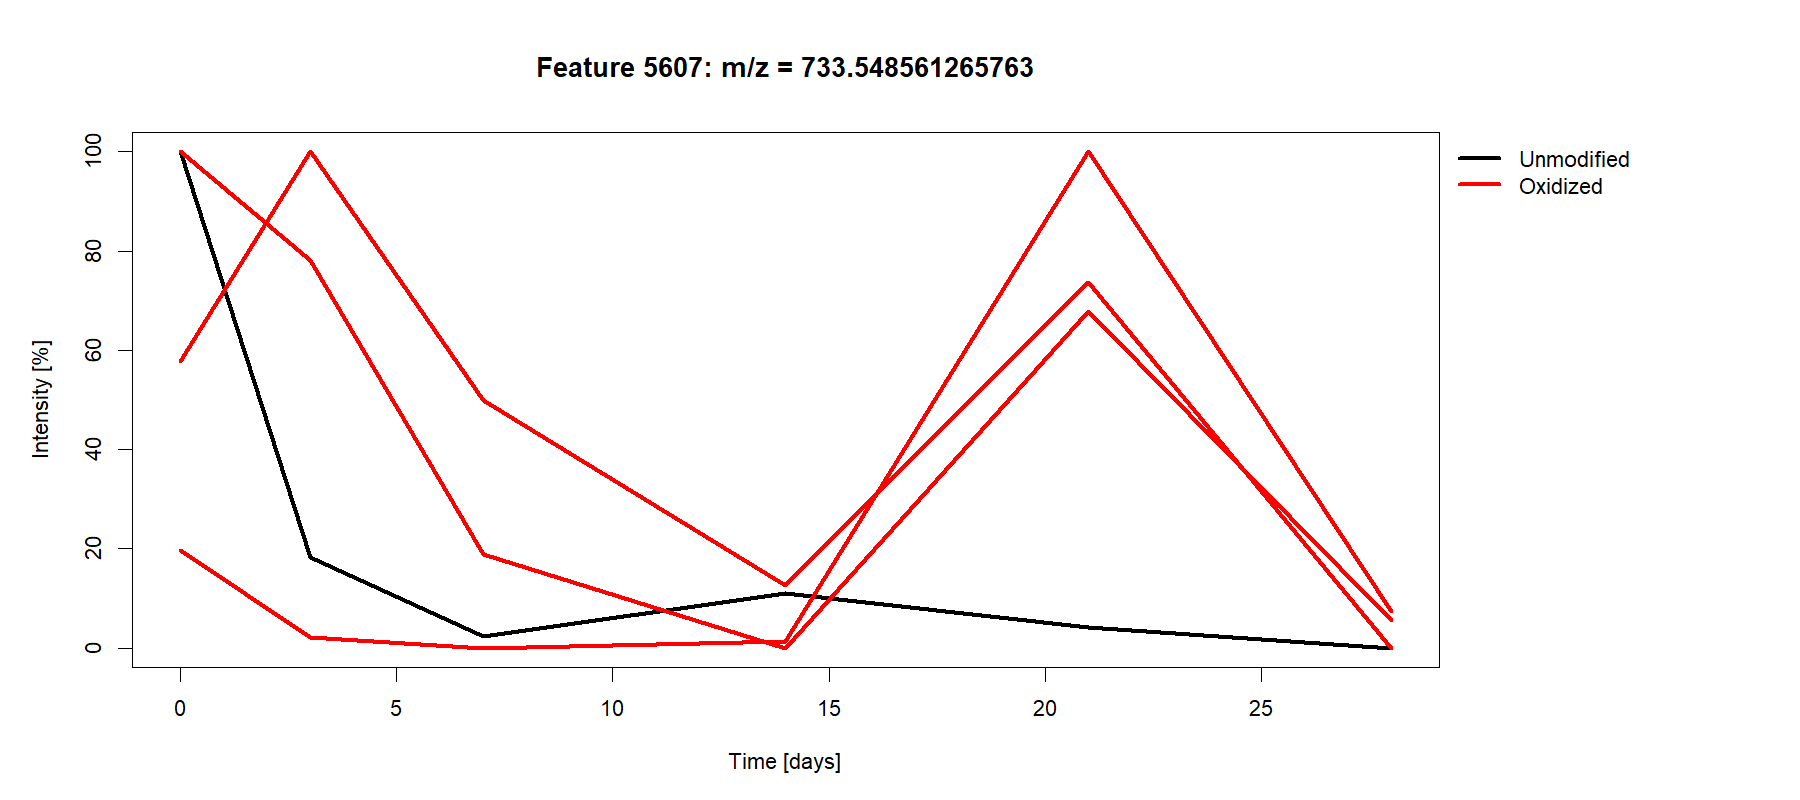 Feature 5607: m/z = 733.548561265763
Unmodified
Oxidized
Intensity [%]
100
80
60
40
20
0
0 5 10 15 20 25
Time [days]